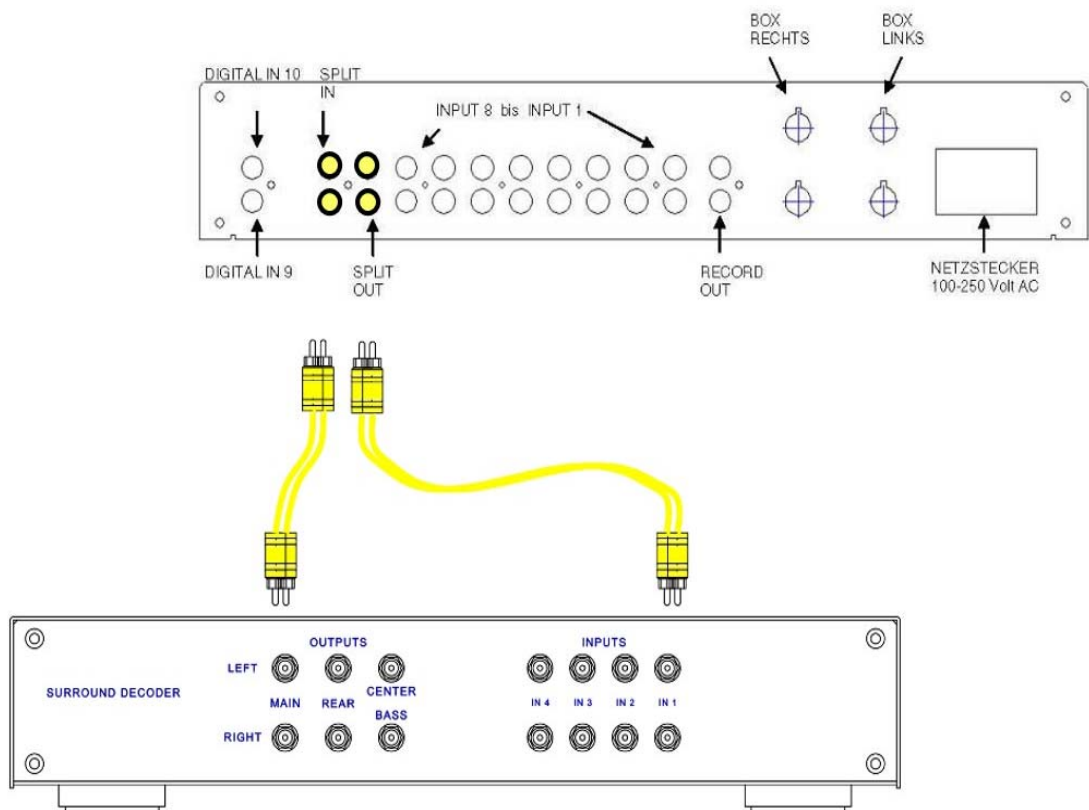 BOX
RECHTS
BOX
LINKS
DIGITAL IN 10
SPLIT
IN
INPUT 8 bis INPUT 1
DIGITAL IN 9
SPLIT
OUT
RECORD
OUT
NETZSTECKER
100-250 Volt AC
OUTPUTS
INPUTS
LEFT
SURROUND DECODER
MAIN
REAR
CENTER
BASS
IN 4
IN 3
IN 2
IN 1
RIGHT